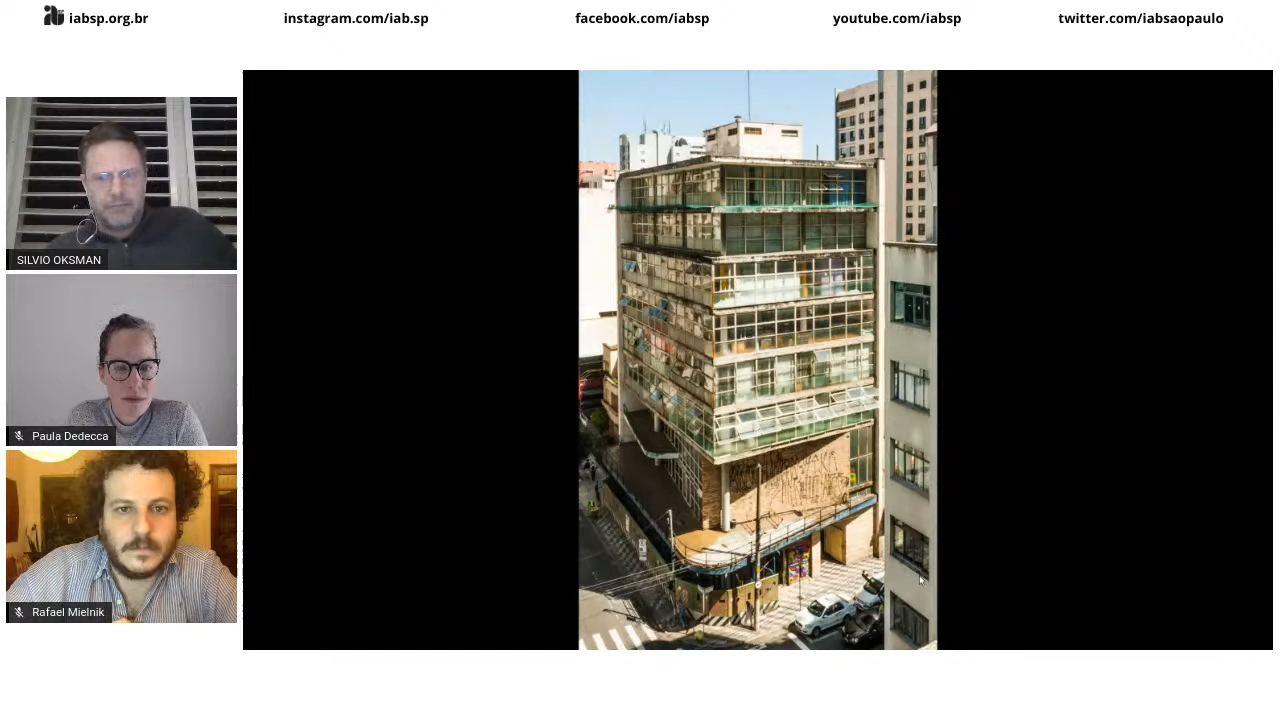 iabsp.org.br
instagram.com/iab.sp
facebook.com/iabsp
youtube.com/iabsp
twitter.com/iabsaopaulo
SILVIO OKSMAN
Paula Dedecca
Rafael Mielnik